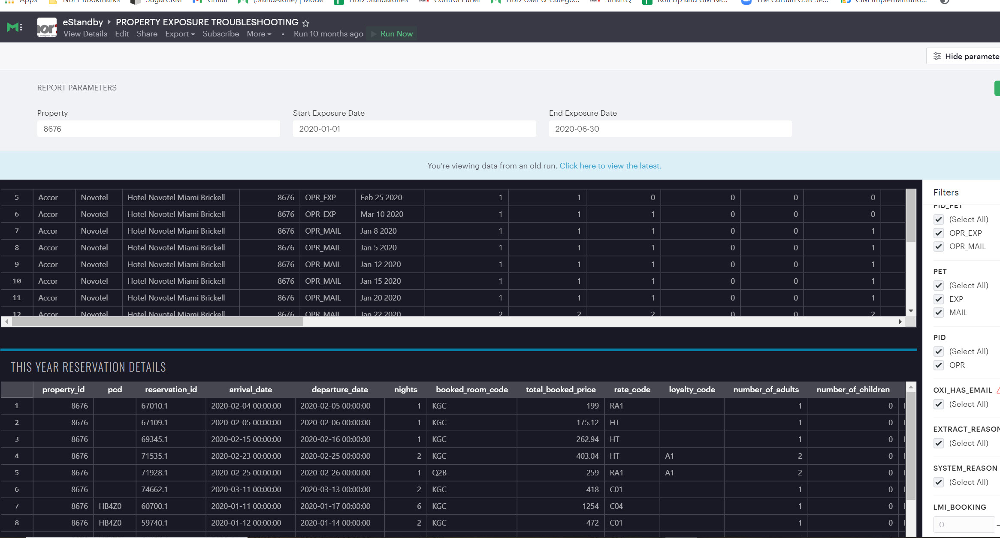 Apps NoFF Bookmarks SugarCRM Gmail (StandAlone) | Mode HBD Standalones Control Panel HBD User & Catego... SmartQ Roll Up and GM Re... The Curtain OSR Se... CIM Implementatio...
eStandby PROPERTY EXPOSURE TROUBLESHOOTING
View Details Edit Share Export Subscribe More • Run 10 months ago Run Now
Hide paramete
REPORT PARAMETERS
Property Start Exposure Date End Exposure Date
8676 2020-01-01 2020-06-30
You're viewing data from an old run. Click here to view the latest.
5 Accor Novotel Hotel Novotel Miami Brickell 8676 OPR_EXP Feb 25 2020 1 1 0 0 0 0
6 Accor Novotel Hotel Novotel Miami Brickell 8676 OPR_EXP Mar 10 2020 1 1 1 0 0 0
7 Accor Novotel Hotel Novotel Miami Brickell 8676 OPR_MAIL Jan 8 2020 1 1 1 0 0 1
8 Accor Novotel Hotel Novotel Miami Brickell 8676 OPR_MAIL Jan 5 2020 1 1 1 0 0 1
9 Accor Novotel Hotel Novotel Miami Brickell 8676 OPR_MAIL Jan 12 2020 1 1 1 0 0 1
10 Accor Novotel Hotel Novotel Miami Brickell 8676 OPR_MAIL Jan 15 2020 1 1 1 0 0 1
11 Accor Novotel Hotel Novotel Miami Brickell 8676 OPR_MAIL Jan 20 2020 1 1 1 0 0 1
12 Accor Novotel Hotel Novotel Miami Brickell 8676 OPR_MAIL Jan 22 2020 2 2 2 0 0 2
THIS YEAR RESERVATION DETAILS
property_id pcd reservation_id arrival_date departure_date nights booked_room_code total_booked_price rate_code loyalty_code number_of_adults number_of_children
1 8676 67010.1 2020-02-04 00:00:00 2020-02-05 00:00:00 1 KGC 199 RA1 1 0
2 8676 67109.1 2020-02-05 00:00:00 2020-02-06 00:00:00 1 KGC 175.12 HT 1 0
3 8676 69345.1 2020-02-15 00:00:00 2020-02-16 00:00:00 1 KGC 262.94 HT 1 0
4 8676 71535.1 2020-02-23 00:00:00 2020-02-25 00:00:00 2 KGC 403.04 HT A1 2 0
5 8676 71928.1 2020-02-25 00:00:00 2020-02-26 00:00:00 1 Q2B 259 RA1 A1 2 0
6 8676 74662.1 2020-03-11 00:00:00 2020-03-13 00:00:00 2 KGC 418 C01 1 0
7 8676 HB4Z0 60700.1 2020-01-11 00:00:00 2020-01-17 00:00:00 6 KGC 1254 C04 1 0
8 8676 HB4Z0 59740.1 2020-01-12 00:00:00 2020-01-14 00:00:00 2 KGC 472 C01 1 0
Filters
PID_PET
(Select All)
OPR_EXP
OPR_MAIL
PET
(Select All)
EXP
MAIL
PID
(Select All)
OPR
OXI_HAS_EMAIL
(Select All)
EXTRACT_REASON
(Select All)
SYSTEM_REASON
(Select All)
LMI_BOOKING
0